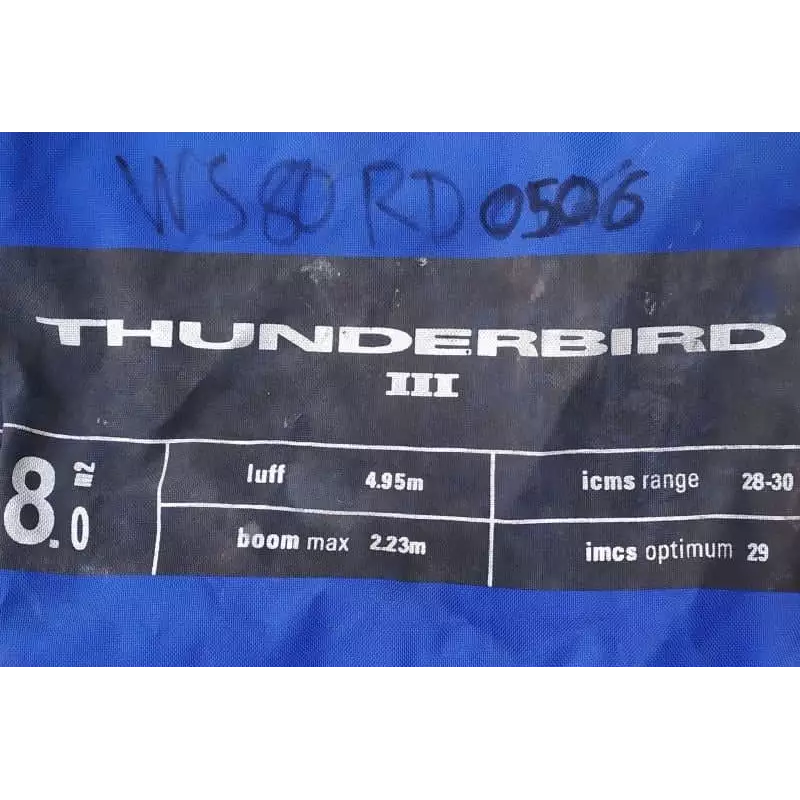 WS80RD0506
THUNDERBIRD
III
8.0 m2
luff 4.95m
icms range 28-30
boom max 2.23m
imcs optimum 29